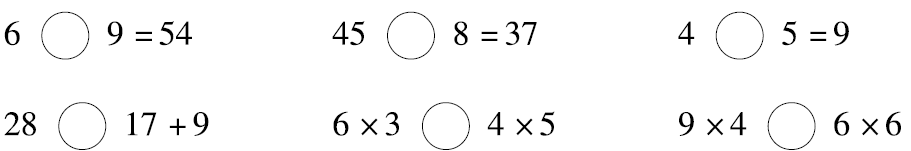 6 ◯ 9 = 54 45 ◯ 8 = 37 4 ◯ 5 = 9
28 ◯ 17 + 9 6 × 3 ◯ 4 × 5 9 × 4 ◯ 6 × 6